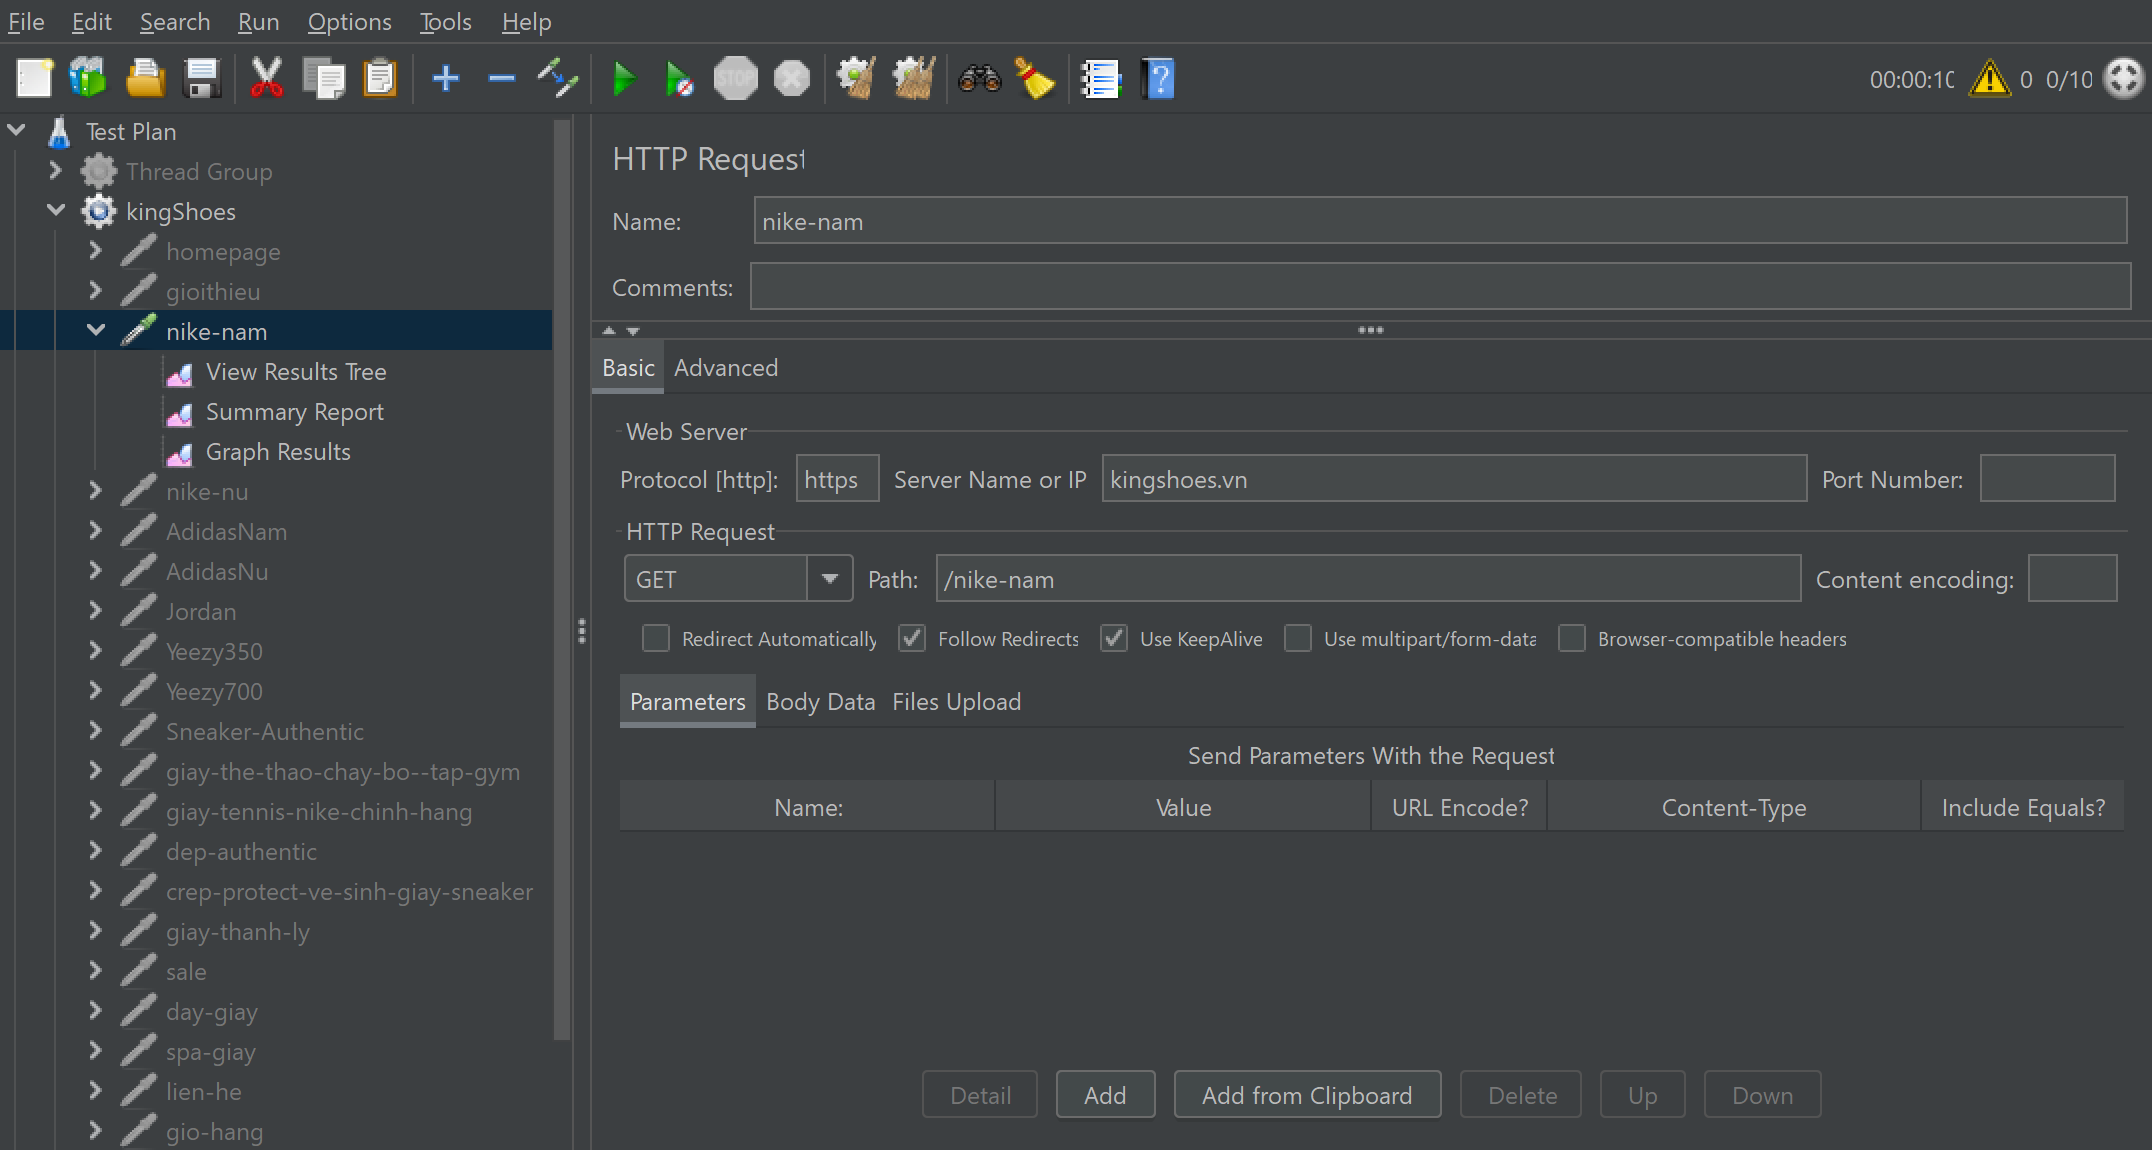 File Edit Search Run Options Tools Help
STOP
00:00:10 0 0/10
Test Plan
Thread Group
kingShoes
homepage
gioithieu
nike-nam
View Results Tree
Summary Report
Graph Results
nike-nu
AdidasNam
AdidasNu
Jordan
Yeezy350
Yeezy700
Sneaker-Authentic
giay-the-thao-chay-bo--tap-gym
giay-tennis-nike-chinh-hang
dep-authentic
crep-protect-ve-sinh-giay-sneaker
giay-thanh-ly
sale
day-giay
spa-giay
lien-he
gio-hang
HTTP Request
Name: nike-nam
Comments:
Basic Advanced
Web Server
Protocol [http]: https Server Name or IP kingshoes.vn Port Number:
HTTP Request
GET Path: /nike-nam Content encoding:
Redirect Automatically Follow Redirects Use KeepAlive Use multipart/form-data Browser-compatible headers
Parameters Body Data Files Upload
Send Parameters With the Request
Name: Value URL Encode? Content-Type Include Equals?
Detail Add Add from Clipboard Delete Up Down